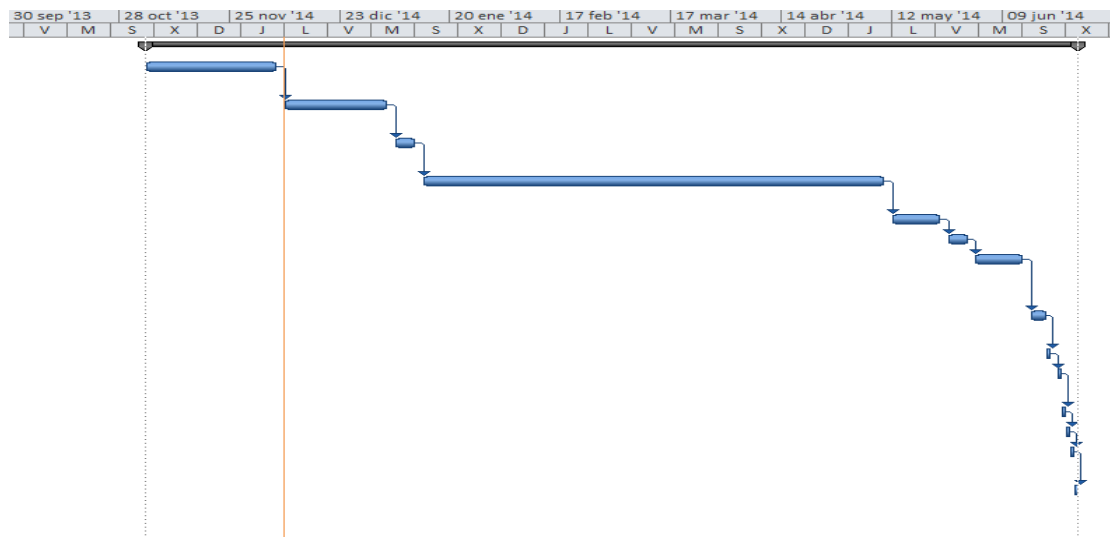 30 sep '13 28 oct '13 25 nov '14 23 dic '14 20 ene '14 17 feb '14 17 mar '14 14 abr '14 12 may '14 09 jun '14
V M S X D J L V M S X D J L V M S X D J L V M S X